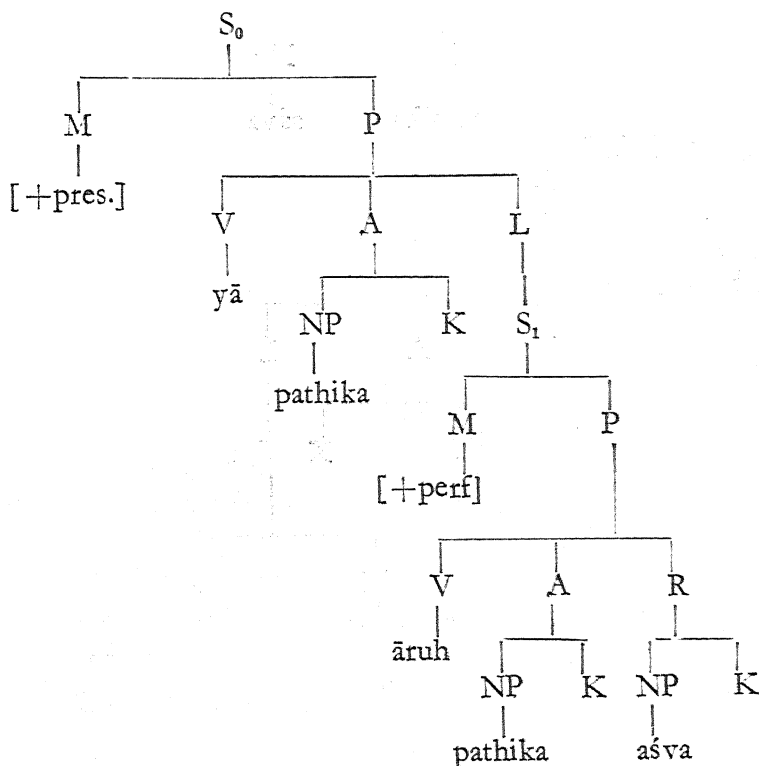 S₀
M P
[+pres.]
V A L
yā
NP K S₁
pathika
M P
[+perf]
V A R
āruh
NP K NP K
pathika aśva